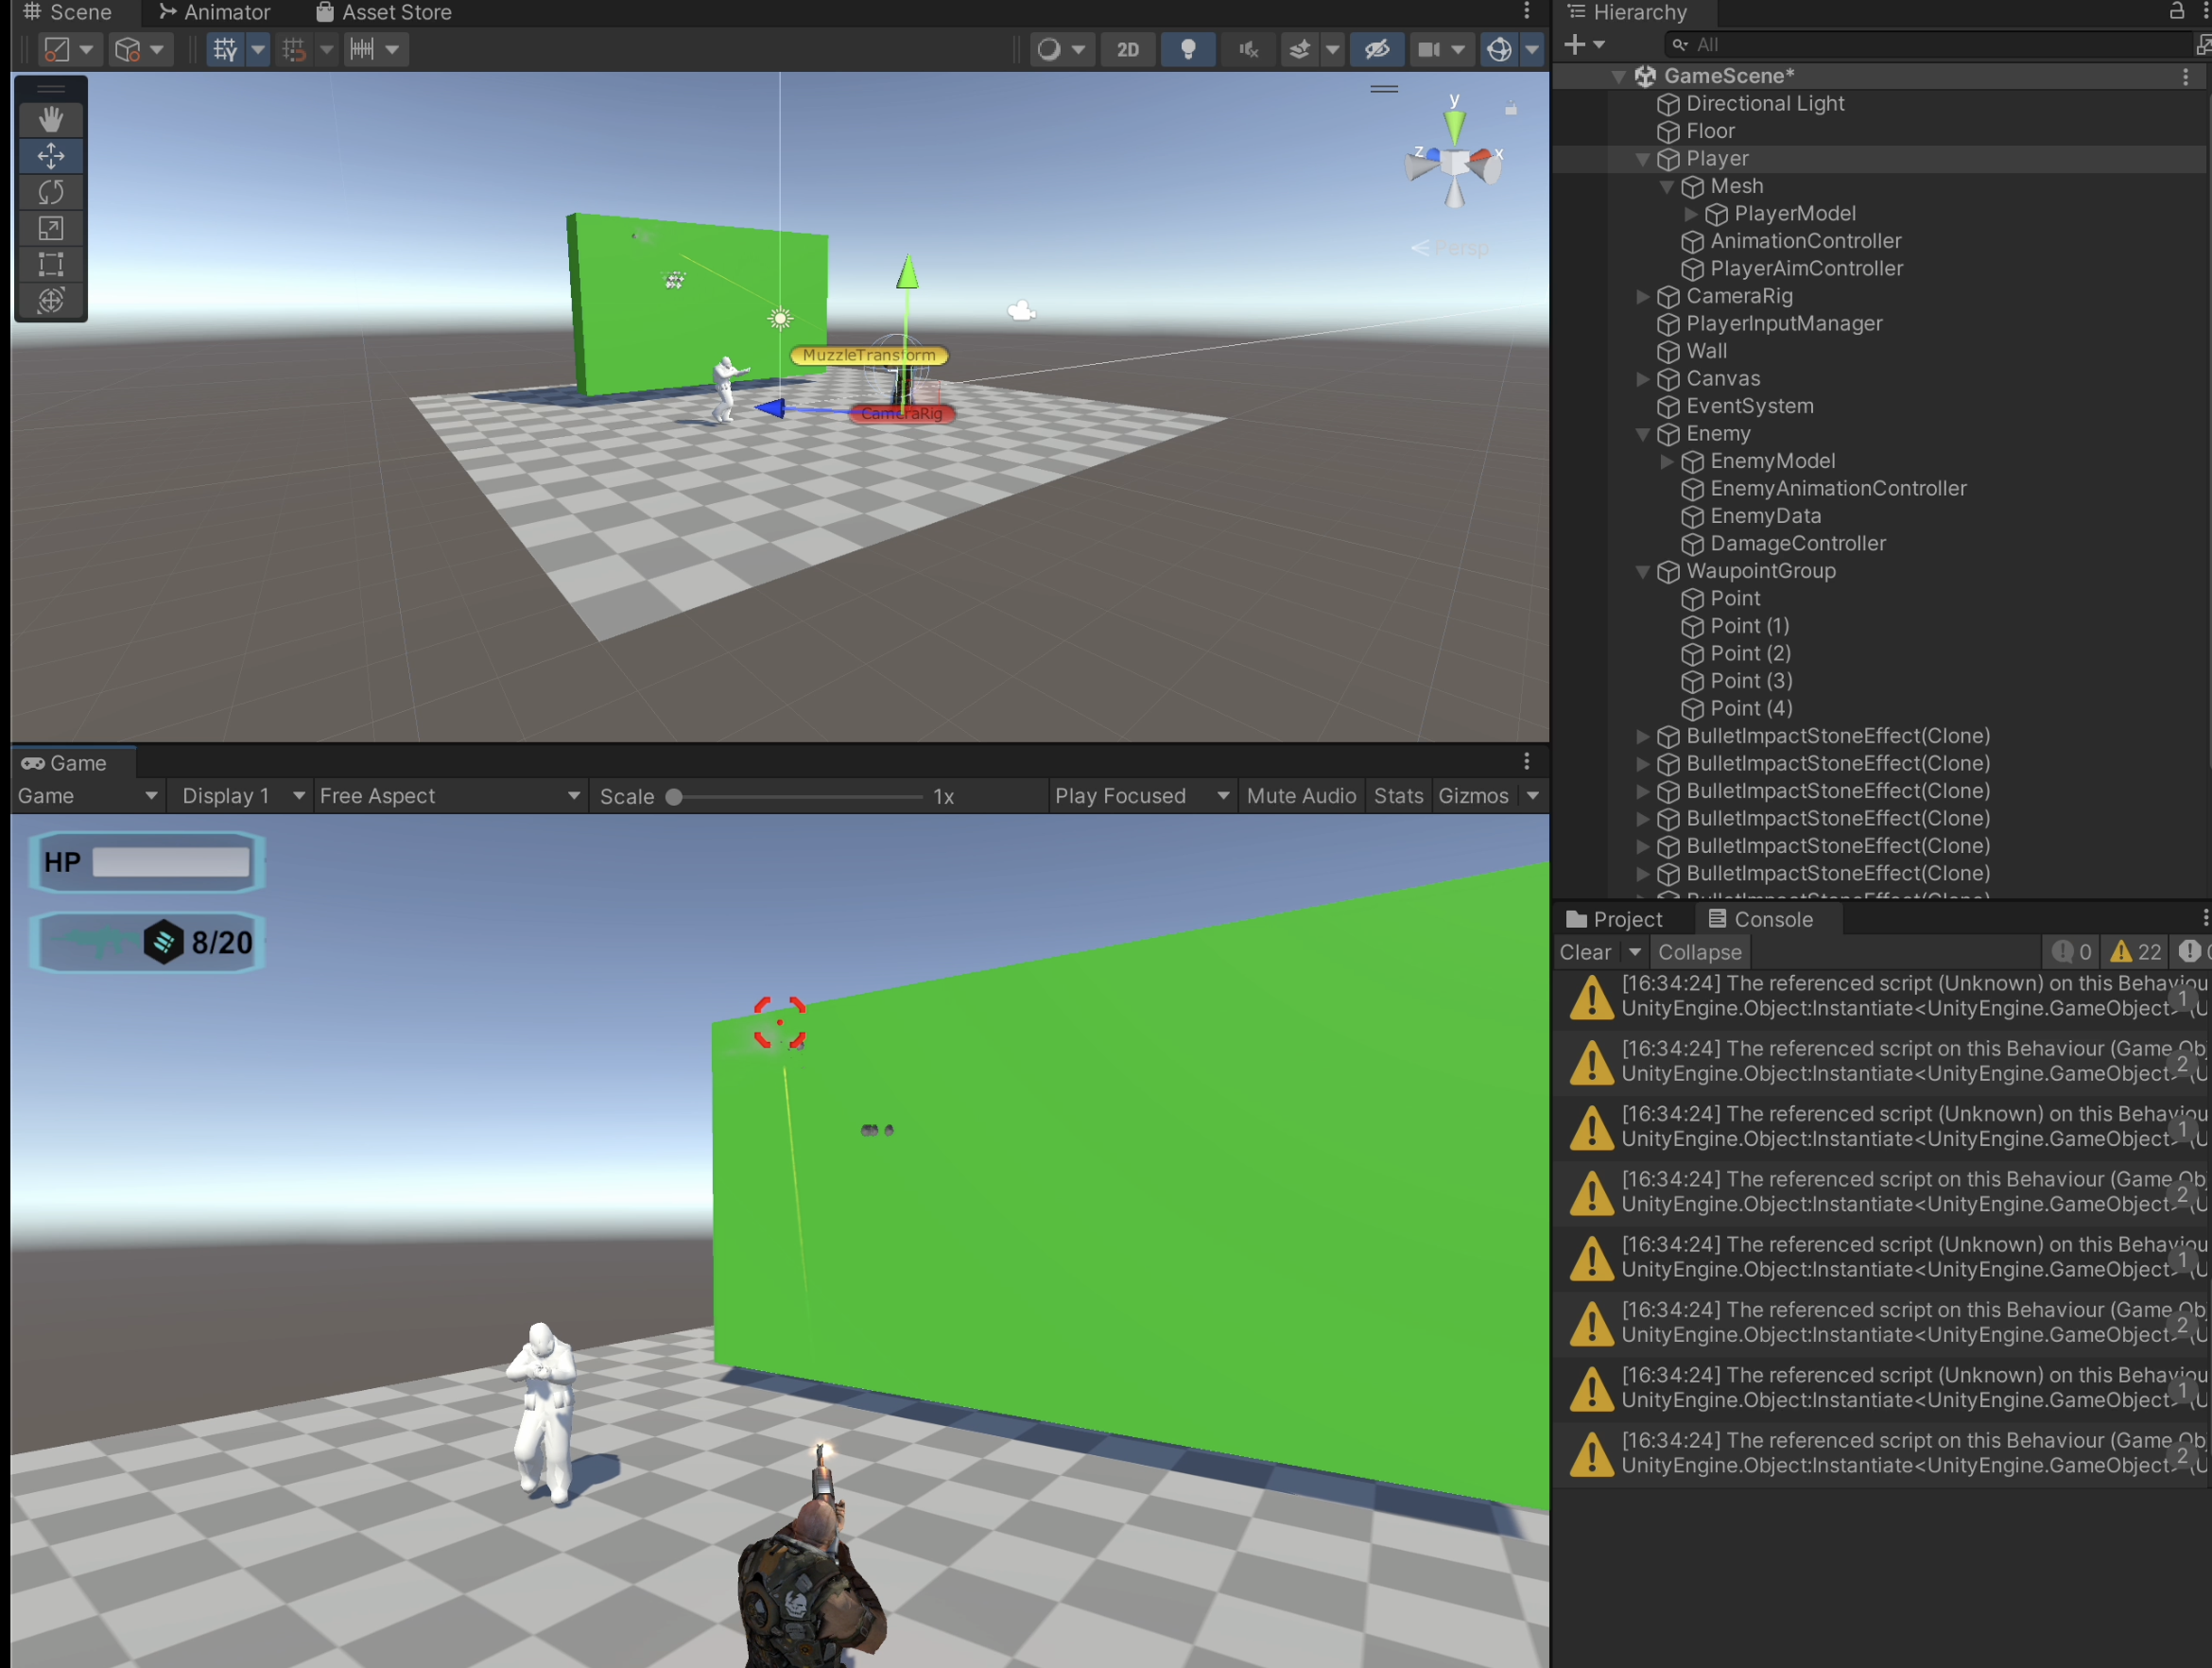 Scene
Animator
Asset Store
2D
y
z
x
Persp
MuzzleTransform
CameraRig
Game
Game
Display 1
Free Aspect
Scale
1x
Play Focused
Mute Audio
Stats
Gizmos
HP
8/20
Hierarchy
All
GameScene*
Directional Light
Floor
Player
Mesh
PlayerModel
AnimationController
PlayerAimController
CameraRig
PlayerInputManager
Wall
Canvas
EventSystem
Enemy
EnemyModel
EnemyAnimationController
EnemyData
DamageController
WaupointGroup
Point
Point (1)
Point (2)
Point (3)
Point (4)
BulletImpactStoneEffect(Clone)
BulletImpactStoneEffect(Clone)
BulletImpactStoneEffect(Clone)
BulletImpactStoneEffect(Clone)
BulletImpactStoneEffect(Clone)
BulletImpactStoneEffect(Clone)
BulletImpactStoneEffect(Clone)
Project
Console
Clear
Collapse
0
22
[16:34:24] The referenced script (Unknown) on this Behaviou
UnityEngine.Object:Instantiate<UnityEngine.GameObject> (U
1
[16:34:24] The referenced script on this Behaviour (Game Ob
UnityEngine.Object:Instantiate<UnityEngine.GameObject> (U
2
[16:34:24] The referenced script (Unknown) on this Behaviou
UnityEngine.Object:Instantiate<UnityEngine.GameObject> (U
1
[16:34:24] The referenced script on this Behaviour (Game Ob
UnityEngine.Object:Instantiate<UnityEngine.GameObject> (U
2
[16:34:24] The referenced script (Unknown) on this Behaviou
UnityEngine.Object:Instantiate<UnityEngine.GameObject> (U
1
[16:34:24] The referenced script on this Behaviour (Game Ob
UnityEngine.Object:Instantiate<UnityEngine.GameObject> (U
2
[16:34:24] The referenced script (Unknown) on this Behaviou
UnityEngine.Object:Instantiate<UnityEngine.GameObject> (U
1
[16:34:24] The referenced script on this Behaviour (Game Ob
UnityEngine.Object:Instantiate<UnityEngine.GameObject> (U
2